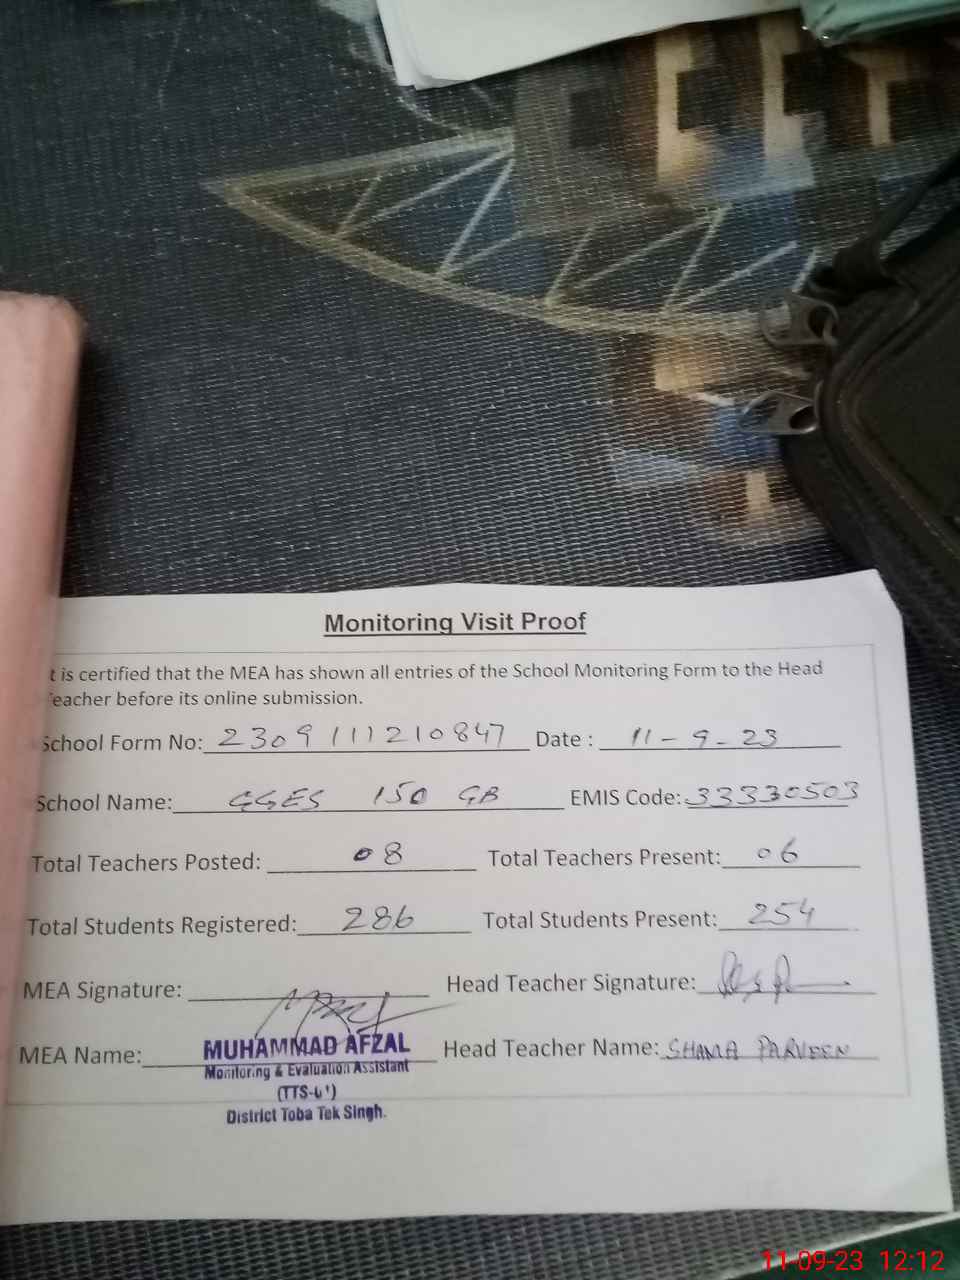 Monitoring Visit Proof
t is certified that the MEA has shown all entries of the School Monitoring Form to the Head
eacher before its online submission.
School Form No: 2309111210847 Date : 11-9-23
School Name: GGES 150 GB EMIS Code: 33330503
Total Teachers Posted: 08 Total Teachers Present: 06
Total Students Registered: 286 Total Students Present: 254
MEA Signature: Head Teacher Signature:
MEA Name: MUHAMMAD AFZAL Head Teacher Name: SHAMA PARVEEN
Monitoring & Evaluation Assistant
District Toba Tek Singh.
11-09-23 12:12